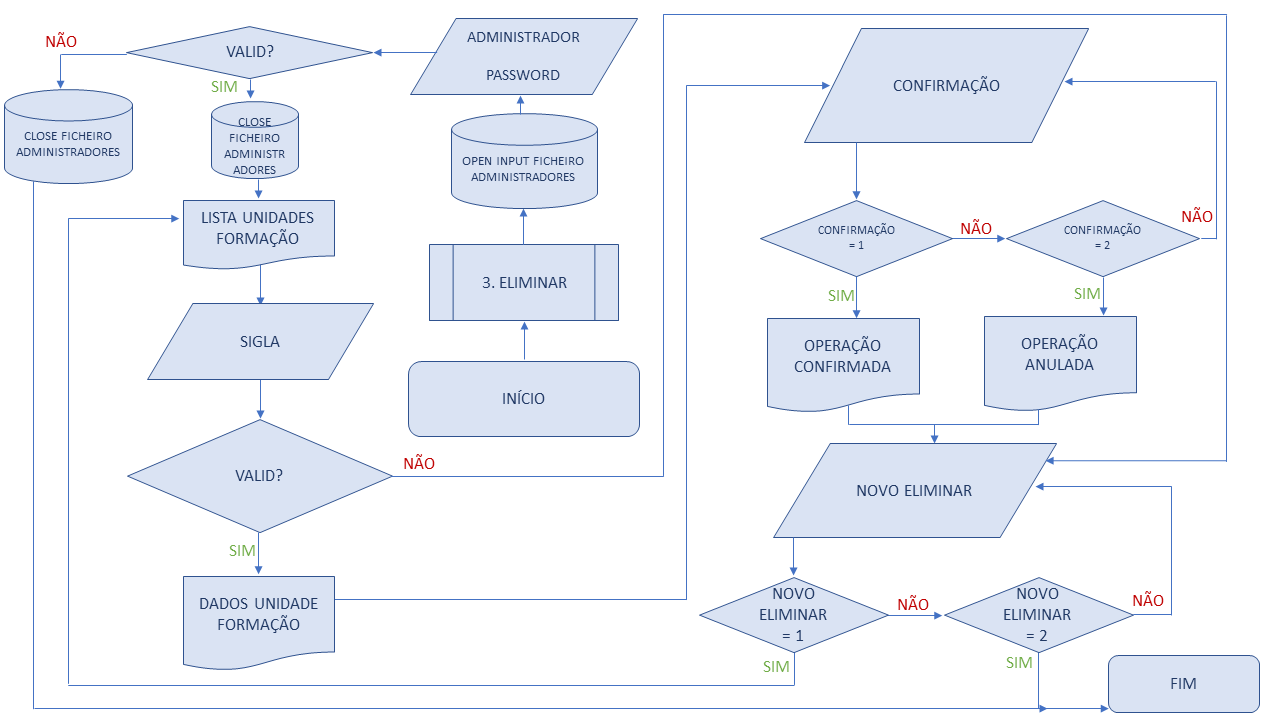 NÃO
VALID?
SIM
ADMINISTRADOR
PASSWORD
CLOSE FICHEIRO
ADMINISTRADORES
CLOSE
FICHEIRO
ADMINISTR
ADORES
OPEN INPUT FICHEIRO
ADMINISTRADORES
LISTA UNIDADES
FORMAÇÃO
3. ELIMINAR
SIGLA
INÍCIO
VALID?
NÃO
SIM
DADOS UNIDADE
FORMAÇÃO
CONFIRMAÇÃO
CONFIRMAÇÃO
= 1
NÃO
CONFIRMAÇÃO
= 2
NÃO
SIM
SIM
OPERAÇÃO
CONFIRMADA
OPERAÇÃO
ANULADA
NOVO ELIMINAR
NOVO
ELIMINAR
= 1
NÃO
NOVO
ELIMINAR
= 2
NÃO
SIM
SIM
FIM